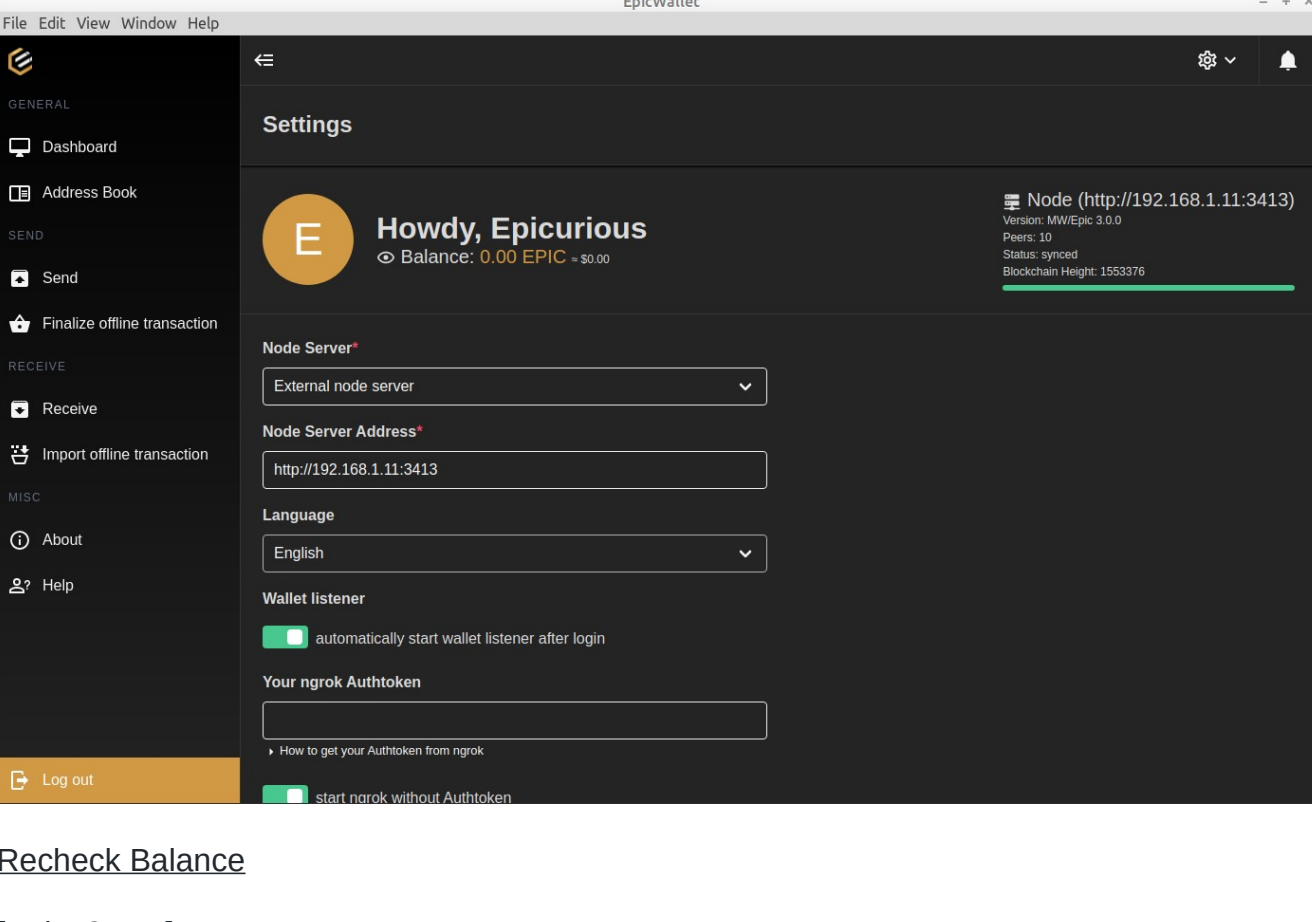 EpicWallet
File Edit View Window Help
GENERAL
Dashboard
Address Book
SEND
Send
Finalize offline transaction
RECEIVE
Receive
Import offline transaction
MISC
About
Help
Log out
Settings
E
Howdy, Epicurious
Balance: 0.00 EPIC ≈ $0.00
Node (http://192.168.1.11:3413)
Version: MW/Epic 3.0.0
Peers: 10
Status: synced
Blockchain Height: 1553376
Node Server*
External node server
Node Server Address*
http://192.168.1.11:3413
Language
English
Wallet listener
automatically start wallet listener after login
Your ngrok Authtoken
How to get your Authtoken from ngrok
start ngrok without Authtoken
Recheck Balance